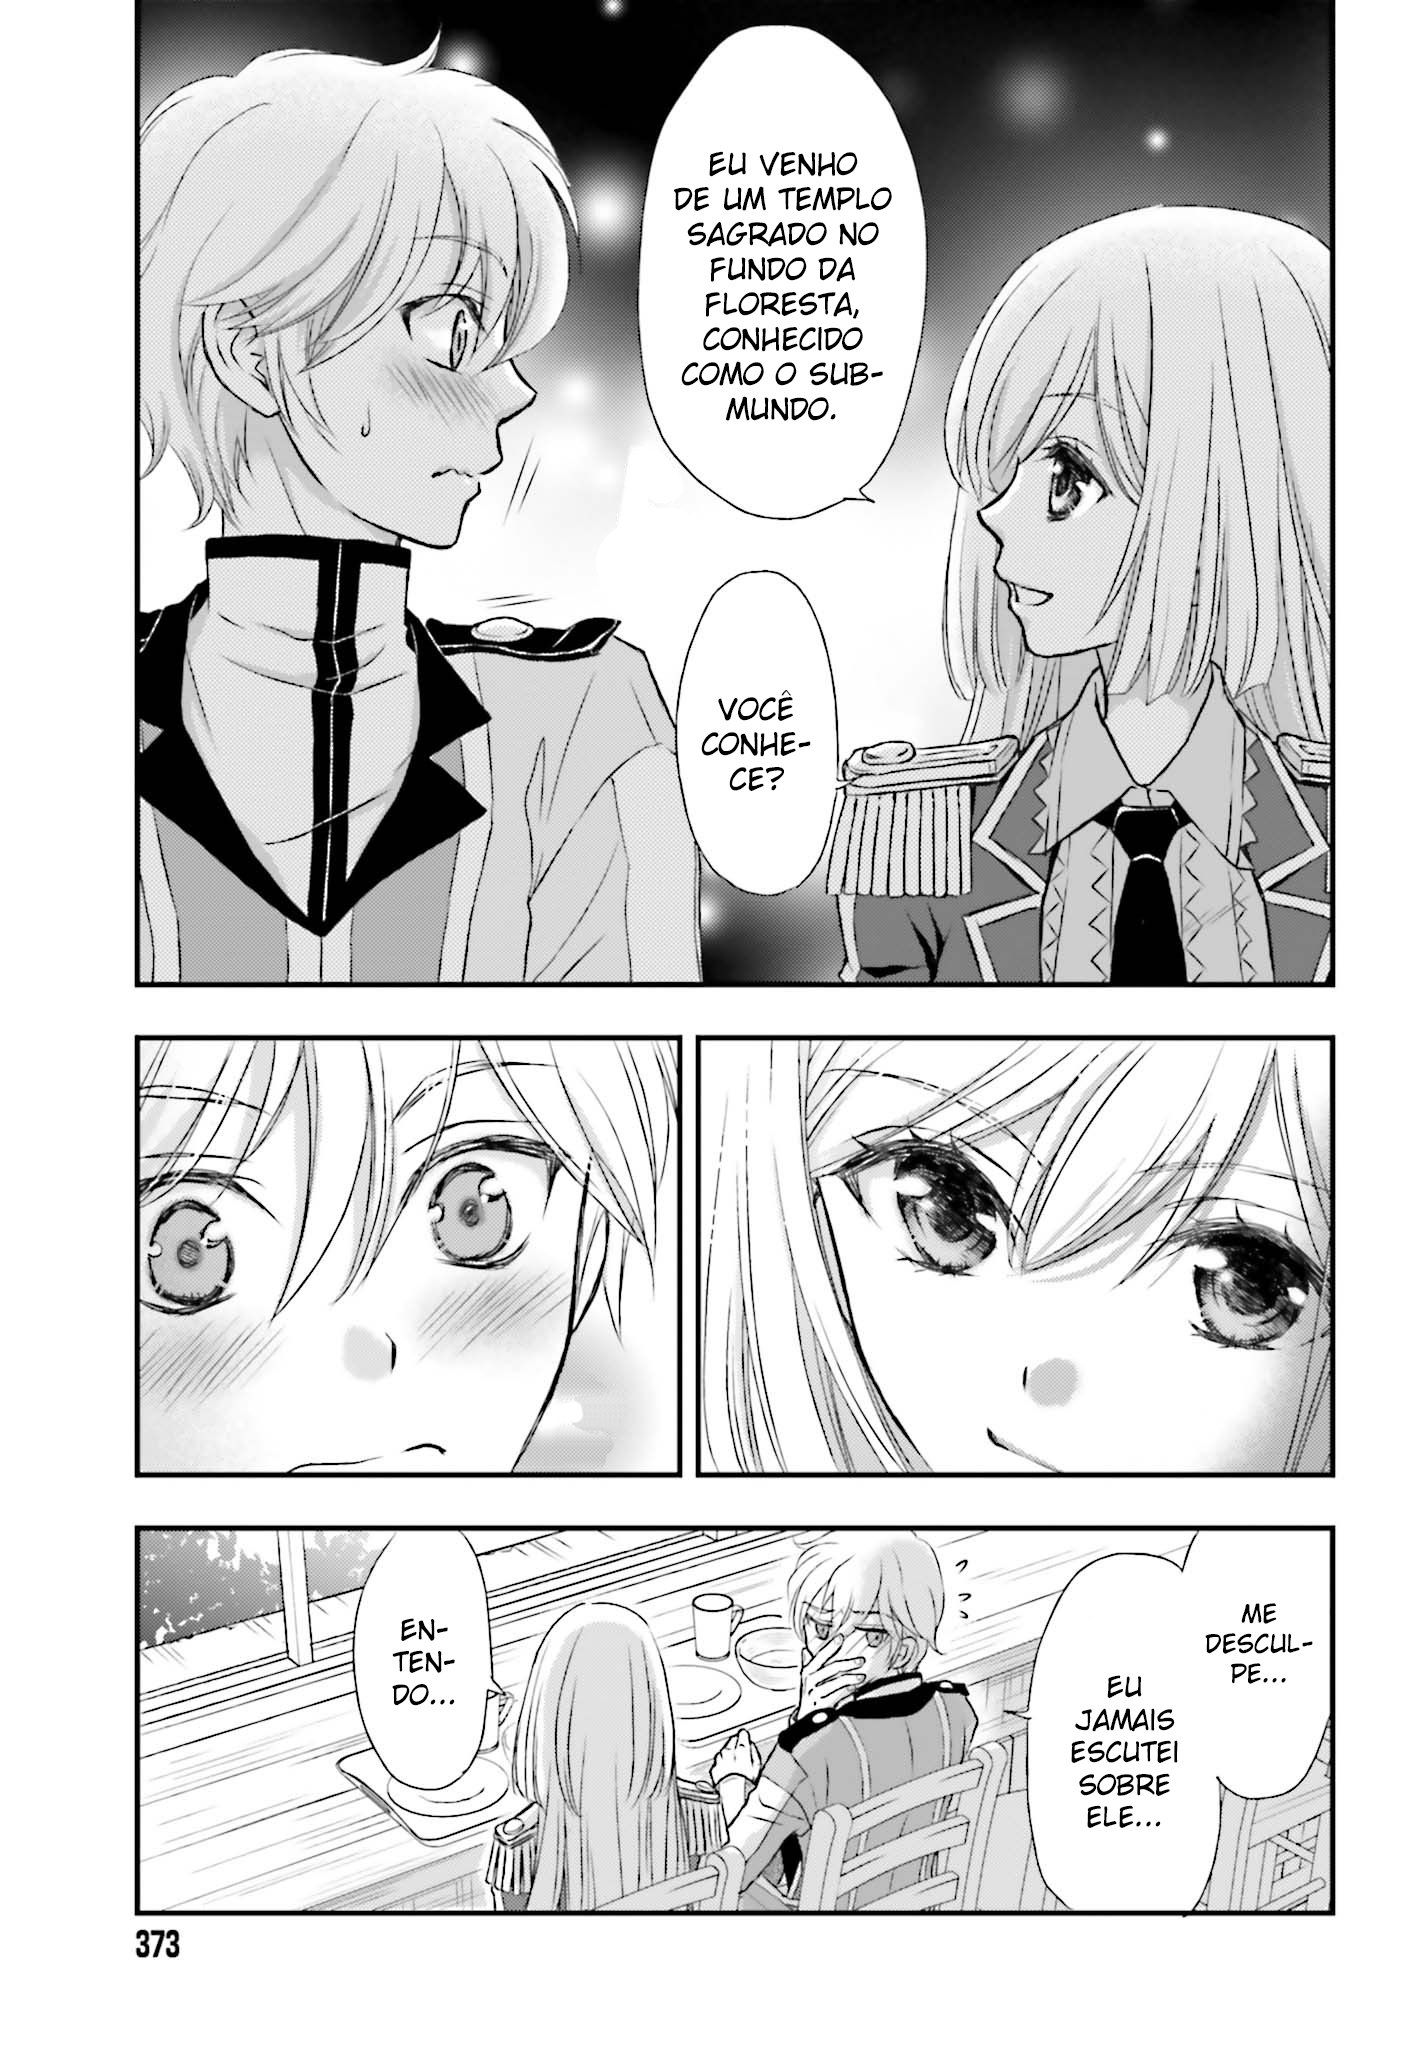 EU VENHO
DE UM TEMPLO
SAGRADO NO
FUNDO DA
FLORESTA,
CONHECIDO
COMO O SUB-
MUNDO.
VOCÊ
CONHE-
CE?
ME
DESCUL-
PE...
EU
JAMAIS
ESCUTEI
SOBRE
ELE...
EN-
TEN-
DO...
373